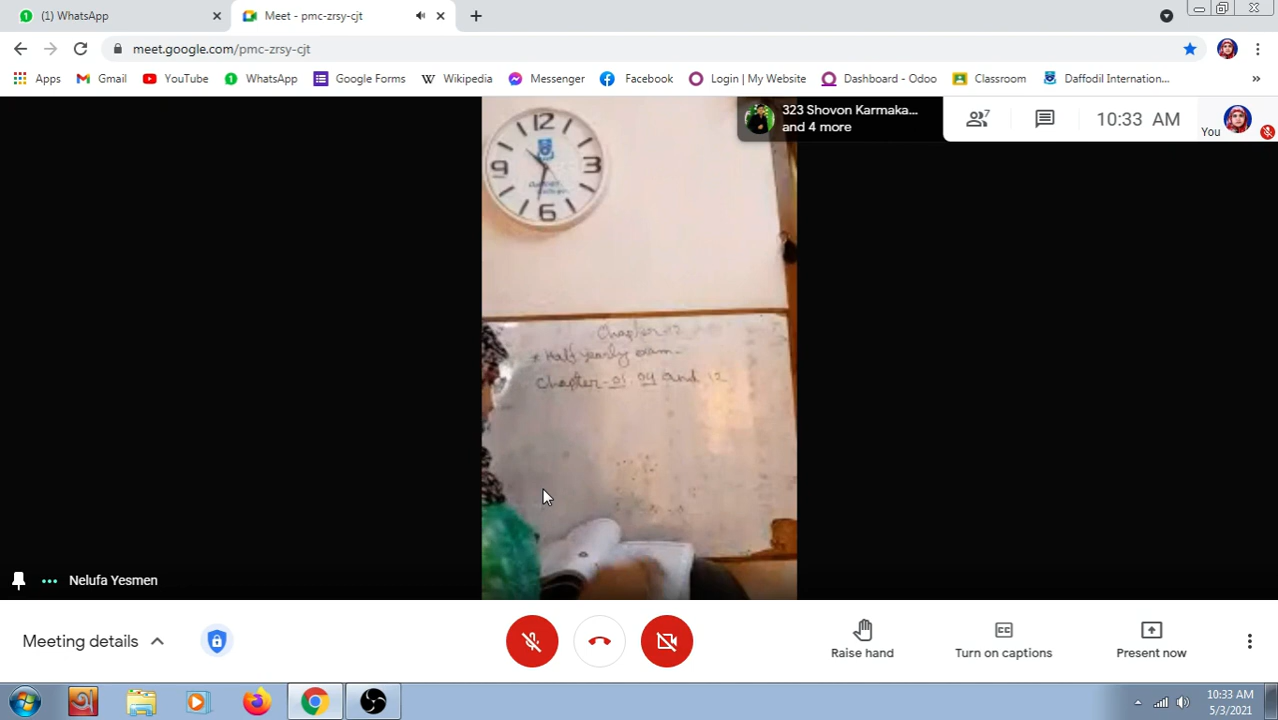 (1) WhatsApp
Meet - pmc-zrsy-cjt
meet.google.com/pmc-zrsy-cjt
Apps Gmail YouTube WhatsApp Google Forms Wikipedia Messenger Facebook Login | My Website Dashboard - Odoo Classroom Daffodil Internation... »
323 Shovon Karmaka...
and 4 more
7
10:33 AM
You
12
9 3
6
Chapter-12
* Half yearly exam-
Chapter-01, 04 and 12
Nelufa Yesmen
Meeting details
Raise hand
CC
Turn on captions
Present now
10:33 AM
5/3/2021